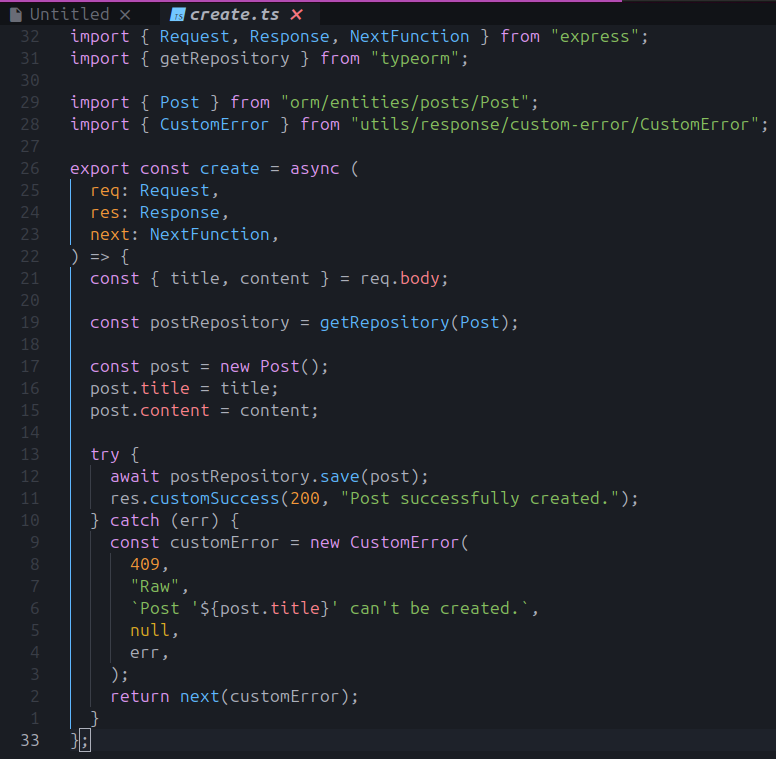 Untitled × TS create.ts ×
32 import { Request, Response, NextFunction } from "express";
31 import { getRepository } from "typeorm";
30
29 import { Post } from "orm/entities/posts/Post";
28 import { CustomError } from "utils/response/custom-error/CustomError";
27
26 export const create = async (
25   req: Request,
24   res: Response,
23   next: NextFunction,
22 ) => {
21   const { title, content } = req.body;
20
19   const postRepository = getRepository(Post);
18
17   const post = new Post();
16   post.title = title;
15   post.content = content;
14
13   try {
12     await postRepository.save(post);
11     res.customSuccess(200, "Post successfully created.");
10   } catch (err) {
9     const customError = new CustomError(
8       409,
7       "Raw",
6       `Post '${post.title}' can't be created.`,
5       null,
4       err,
3     );
2     return next(customError);
1   }
33 };